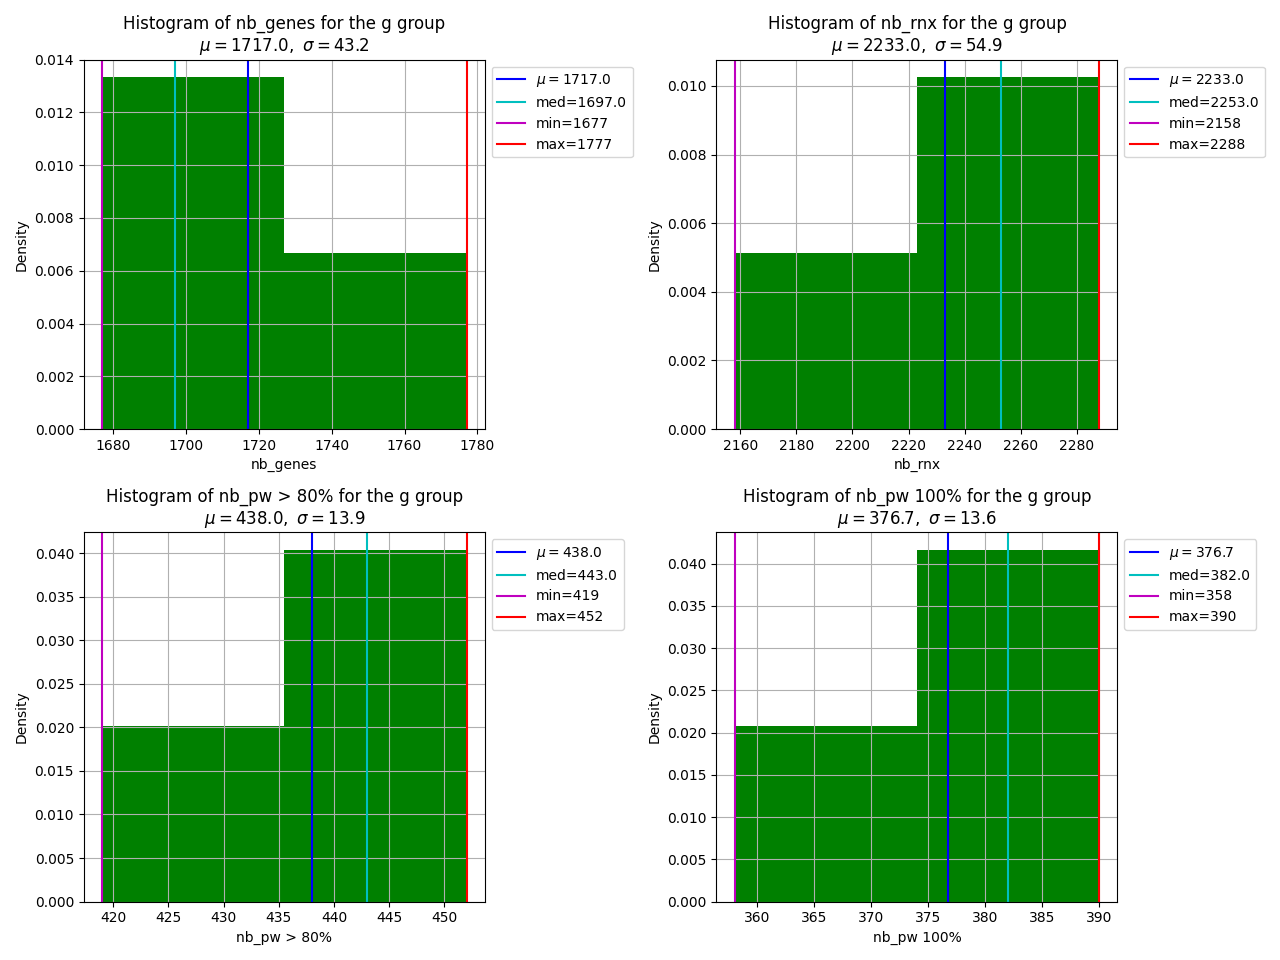 Histogram of nb_genes for the g group
μ = 1717.0, σ = 43.2
0.014
0.012
0.010
0.008
0.006
0.004
0.002
0.000
Density
1680 1700 1720 1740 1760 1780
nb_genes
μ = 1717.0
med=1697.0
min=1677
max=1777
Histogram of nb_rnx for the g group
μ = 2233.0, σ = 54.9
0.010
0.008
0.006
0.004
0.002
0.000
Density
2160 2180 2200 2220 2240 2260 2280
nb_rnx
μ = 2233.0
med=2253.0
min=2158
max=2288
Histogram of nb_pw > 80% for the g group
μ = 438.0, σ = 13.9
0.040
0.035
0.030
0.025
0.020
0.015
0.010
0.005
0.000
Density
420 425 430 435 440 445 450
nb_pw > 80%
μ = 438.0
med=443.0
min=419
max=452
Histogram of nb_pw 100% for the g group
μ = 376.7, σ = 13.6
0.040
0.035
0.030
0.025
0.020
0.015
0.010
0.005
0.000
Density
360 365 370 375 380 385 390
nb_pw 100%
μ = 376.7
med=382.0
min=358
max=390